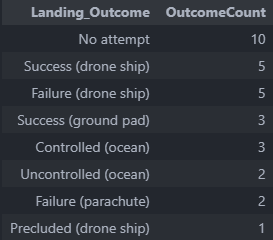 Landing_Outcome OutcomeCount
No attempt 10
Success (drone ship) 5
Failure (drone ship) 5
Success (ground pad) 3
Controlled (ocean) 3
Uncontrolled (ocean) 2
Failure (parachute) 2
Precluded (drone ship) 1